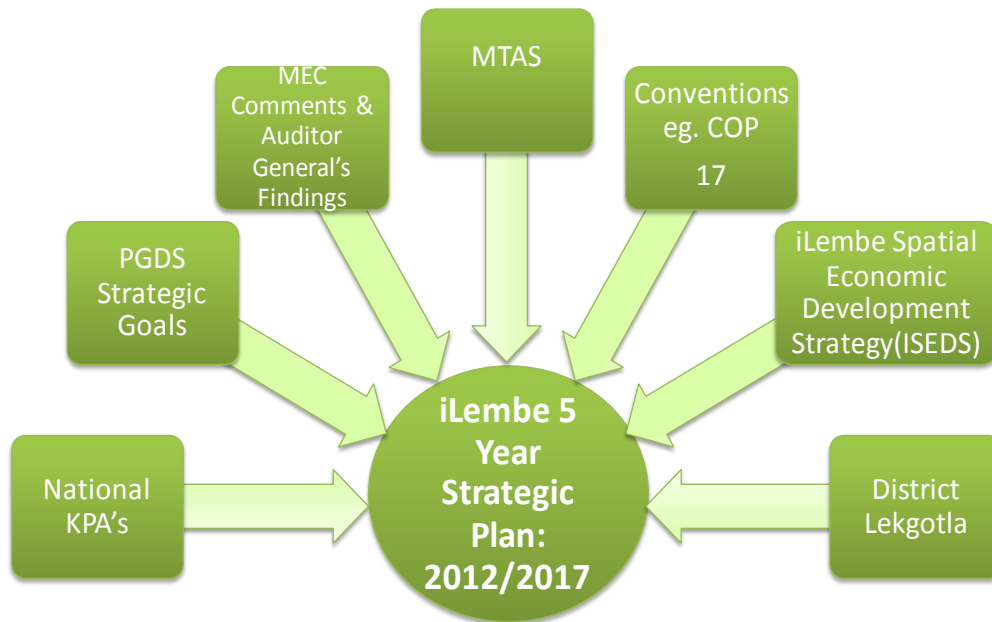 MTAS
MEC
Comments &
Auditor
General's
Findings
Conventions
eg. COP
17
PGDS
Strategic
Goals
iLembe Spatial
Economic
Development
Strategy(ISEDS)
National
KPA's
iLembe 5
Year
Strategic
Plan:
2012/2017
District
Lekgotla